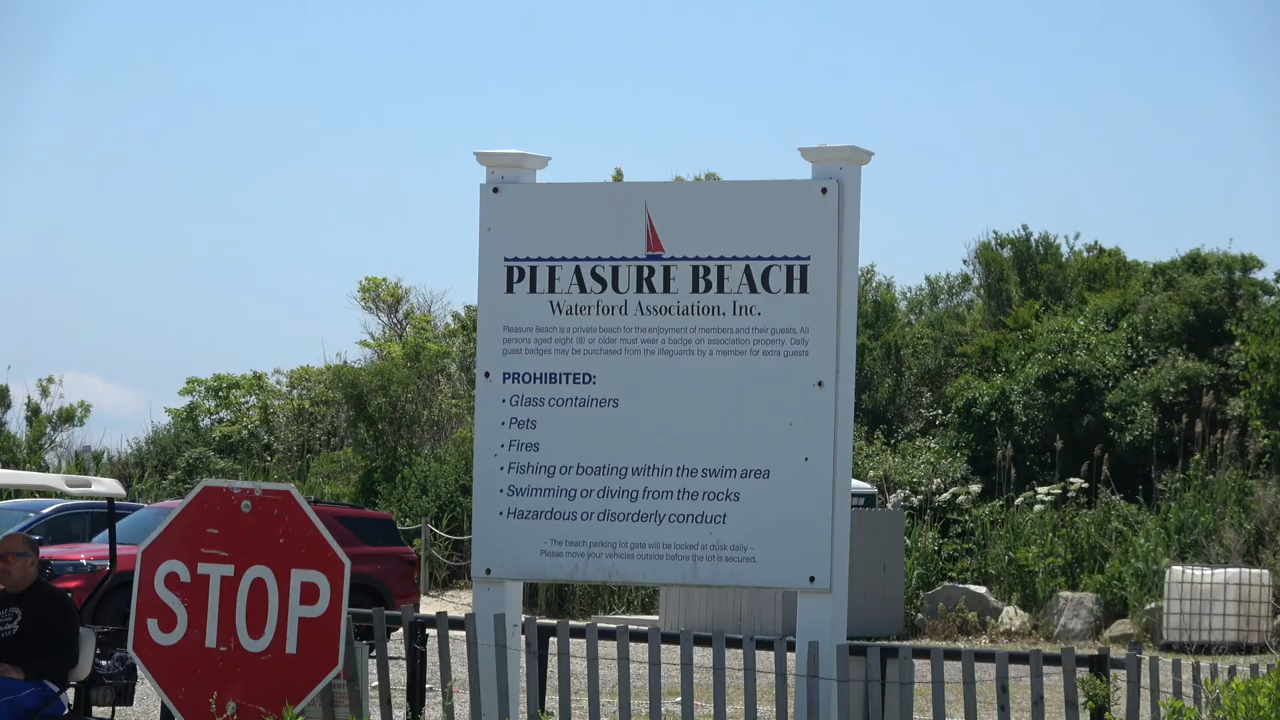 PLEASURE BEACH
Waterford Association, Inc.
Pleasure Beach is a private beach for the enjoyment of members and their guests. All
persons aged eight (8) or older must wear a badge on association property. Daily
guest badges may be purchased from the lifeguards by a member for extra guests
PROHIBITED:
• Glass containers
• Pets
• Fires
• Fishing or boating within the swim area
• Swimming or diving from the rocks
• Hazardous or disorderly conduct
– The beach parking lot gate will be locked at dusk daily –
Please move your vehicles outside before the lot is secured.
STOP